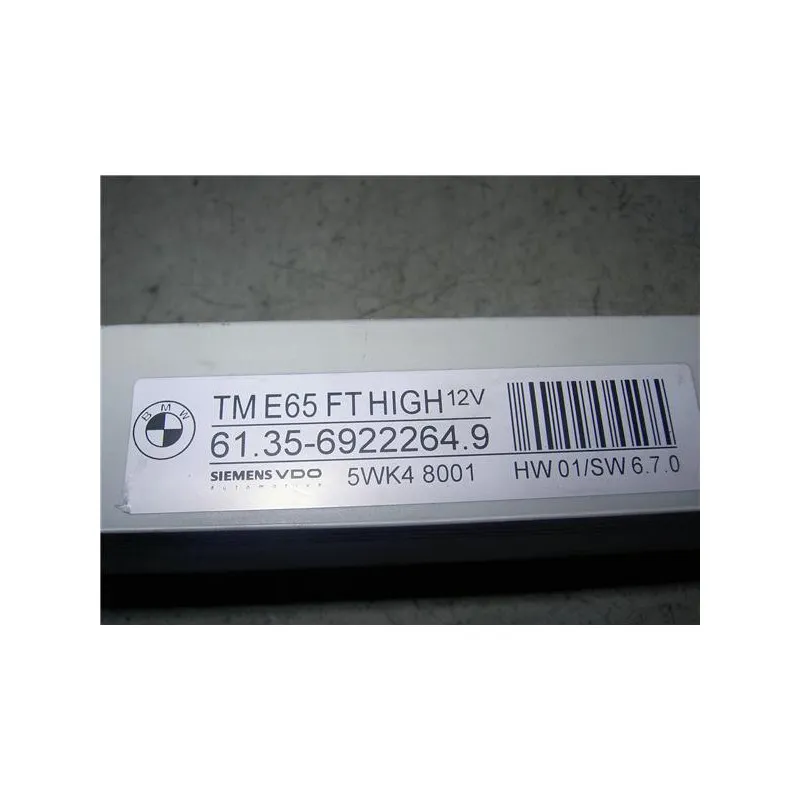 BMW
TM E65 FT HIGH 12V
61.35-6922264.9
SIEMENS VDO 5WK4 8001 HW 01/SW 6.7.0
Automotive